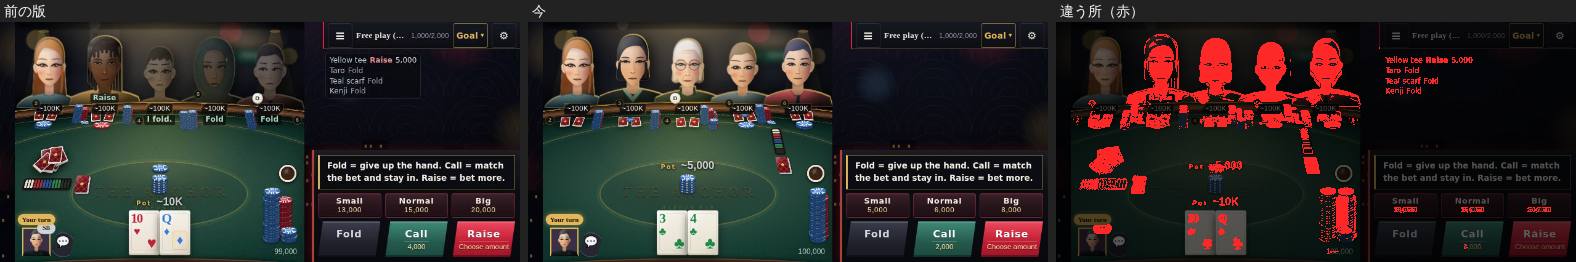 前の版
Free play (...
1,000/2,000
Goal
Yellow tee Raise 5,000
Taro Fold
Teal scarf Fold
Kenji Fold
Raise
D
~100K
~100K
~100K
~100K
~100K
I fold.
Fold
Fold
Pot ~10K
Your turn
SB
10
Q
99,000
Fold = give up the hand. Call = match
the bet and stay in. Raise = bet more.
Small
13,000
Normal
15,000
Big
20,000
Fold
Call
4,000
Raise
Choose amount
今
Free play (...
1,000/2,000
Goal
D
~100K
~100K
~100K
~100K
~100K
Pot ~5,000
Your turn
3
4
100,000
Fold = give up the hand. Call = match
the bet and stay in. Raise = bet more.
Small
5,000
Normal
6,000
Big
8,000
Fold
Call
2,000
Raise
Choose amount
違う所（赤）
Free play (...
1,000/2,000
Goal
Yellow tee Raise 5,000
Taro Fold
Teal scarf Fold
Kenji Fold
Pot ~10K
Your turn
Fold = give up the hand. Call = match
the bet and stay in. Raise = bet more.
Small
Normal
Big
Fold
Call
Raise
Choose amount